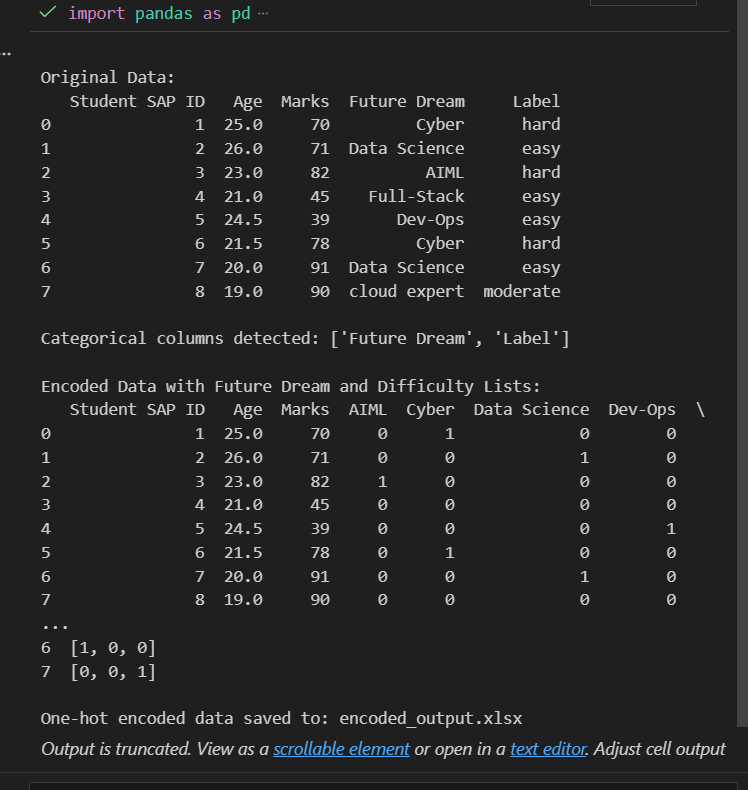 import pandas as pd ...
...
Original Data:
   Student SAP ID   Age  Marks  Future Dream     Label
0               1  25.0     70         Cyber      hard
1               2  26.0     71  Data Science      easy
2               3  23.0     82          AIML      hard
3               4  21.0     45    Full-Stack      easy
4               5  24.5     39       Dev-Ops      easy
5               6  21.5     78         Cyber      hard
6               7  20.0     91  Data Science      easy
7               8  19.0     90  cloud expert  moderate
Categorical columns detected: ['Future Dream', 'Label']
Encoded Data with Future Dream and Difficulty Lists:
   Student SAP ID   Age  Marks  AIML  Cyber  Data Science  Dev-Ops  \
0               1  25.0     70     0      1             0        0
1               2  26.0     71     0      0             1        0
2               3  23.0     82     1      0             0        0
3               4  21.0     45     0      0             0        0
4               5  24.5     39     0      0             0        1
5               6  21.5     78     0      1             0        0
6               7  20.0     91     0      0             1        0
7               8  19.0     90     0      0             0        0
...
6  [1, 0, 0]
7  [0, 0, 1]
One-hot encoded data saved to: encoded_output.xlsx
Output is truncated. View as a scrollable element or open in a text editor. Adjust cell output